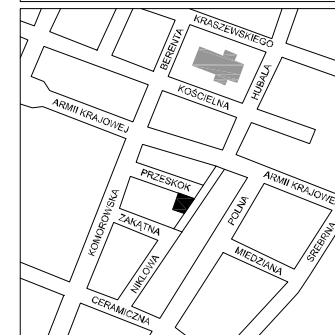 KRASZEWSKIEGO
BERENTA
HUBALA
KOŚCIELNA
ARMII KRAJOWEJ
PRZESKOK
ARMII KRAJOWE
KOMOROWSKA
ZAKĄTNA
POLNA
SREBRNA
NIKLOWA
MIEDZIANA
CERAMICZNA